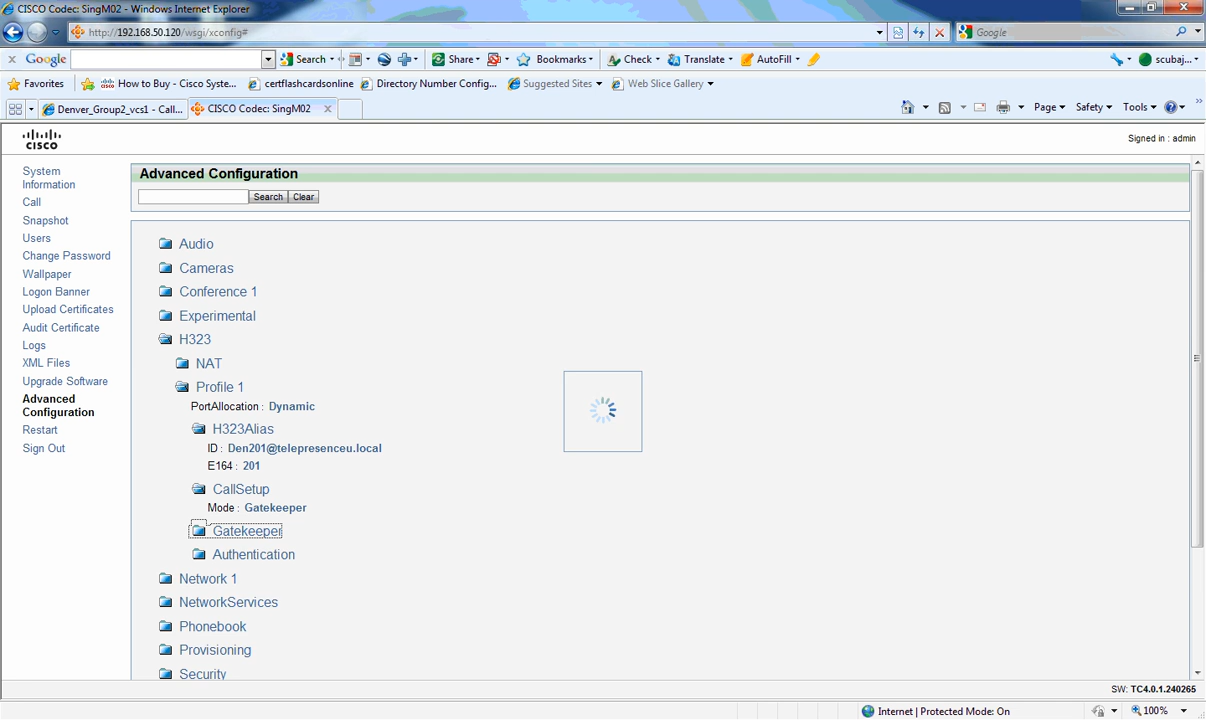 CISCO Codec: SingM02 - Windows Internet Explorer
http://192.168.50.120/wsgi/xconfig#
Google
x Google Search Share Bookmarks Check Translate AutoFill scubaj...
Favorites How to Buy - Cisco Syste... certflashcardsonline Directory Number Config... Suggested Sites Web Slice Gallery
Denver_Group2_vcs1 - Call... CISCO Codec: SingM02 x Page Safety Tools
CISCO
Signed in : admin
System
Information
Call
Snapshot
Users
Change Password
Wallpaper
Logon Banner
Upload Certificates
Audit Certificate
Logs
XML Files
Upgrade Software
Advanced
Configuration
Restart
Sign Out
Advanced Configuration
Search Clear
Audio
Cameras
Conference 1
Experimental
H323
NAT
Profile 1
PortAllocation : Dynamic
H323Alias
ID : Den201@telepresenceu.local
E164 : 201
CallSetup
Mode : Gatekeeper
Gatekeeper
Authentication
Network 1
NetworkServices
Phonebook
Provisioning
Security
SW: TC4.0.1.240265
Internet | Protected Mode: On
100%